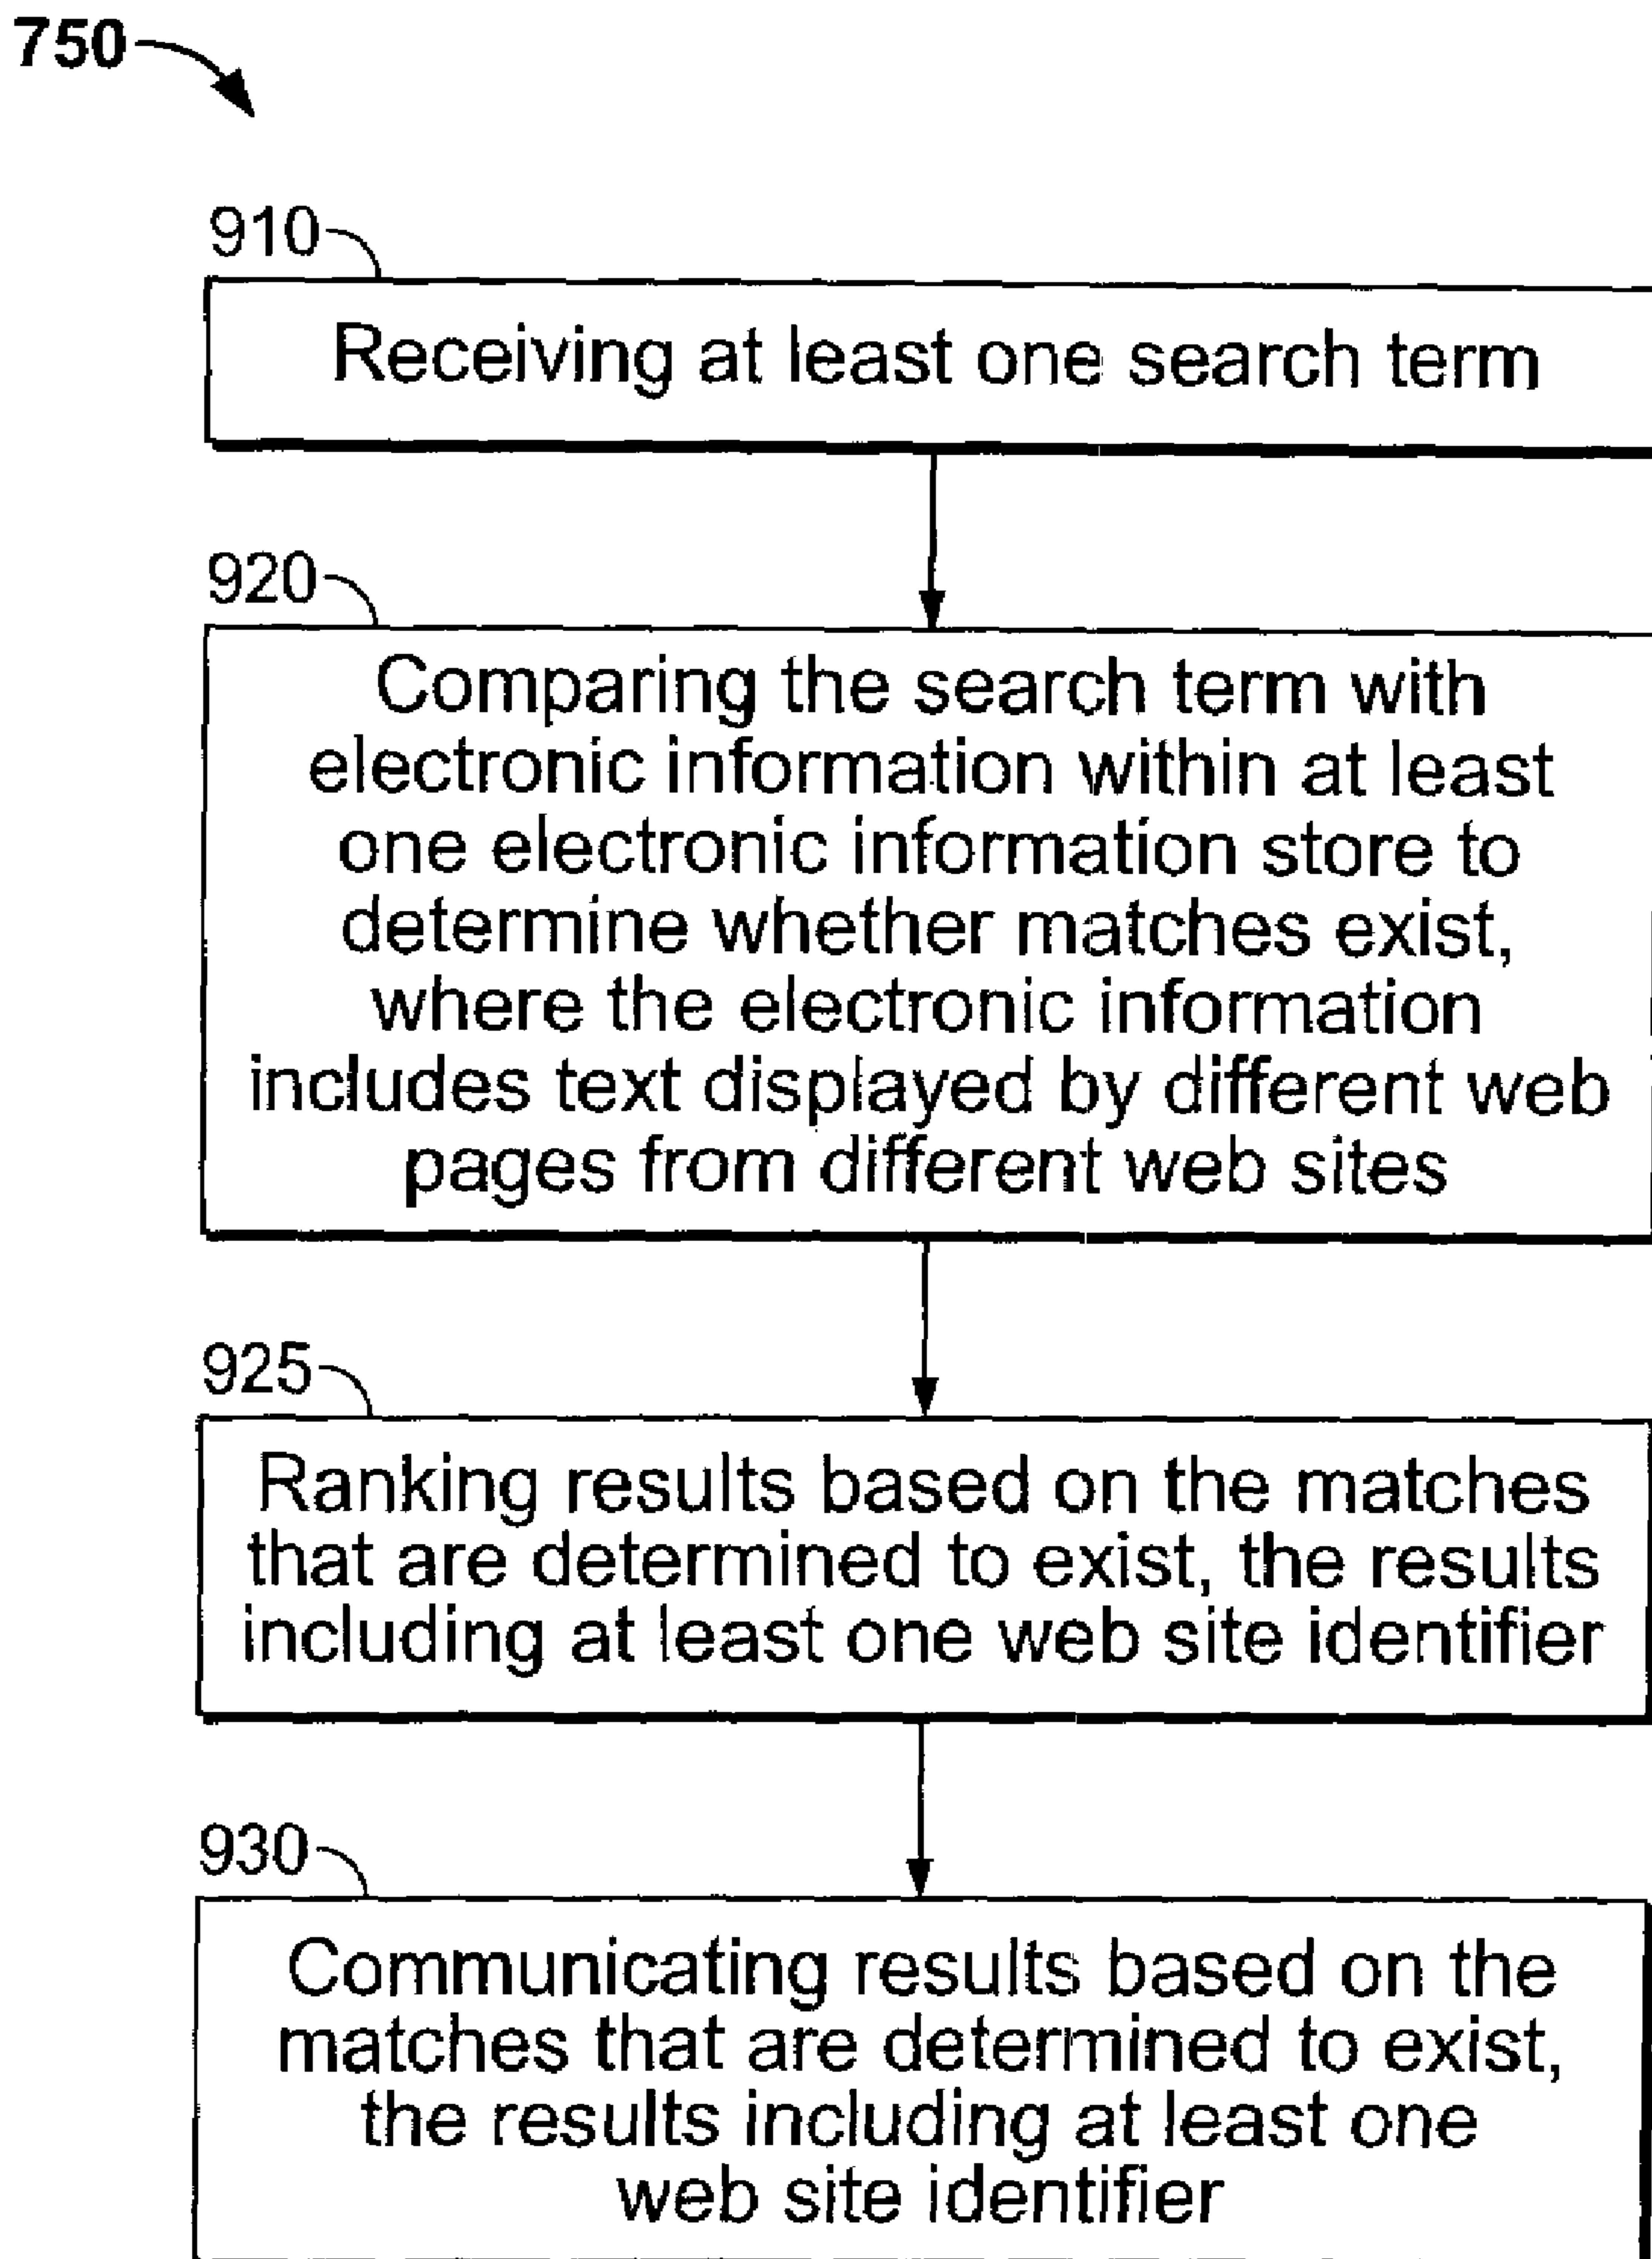 750
910
Receiving at least one search term
920
Comparing the search term with
electronic information within at least
one electronic information store to
determine whether matches exist,
where the electronic information
includes text displayed by different web
pages from different web sites
925
Ranking results based on the matches
that are determined to exist, the results
including at least one web site identifier
930
Communicating results based on the
matches that are determined to exist,
the results including at least one
web site identifier